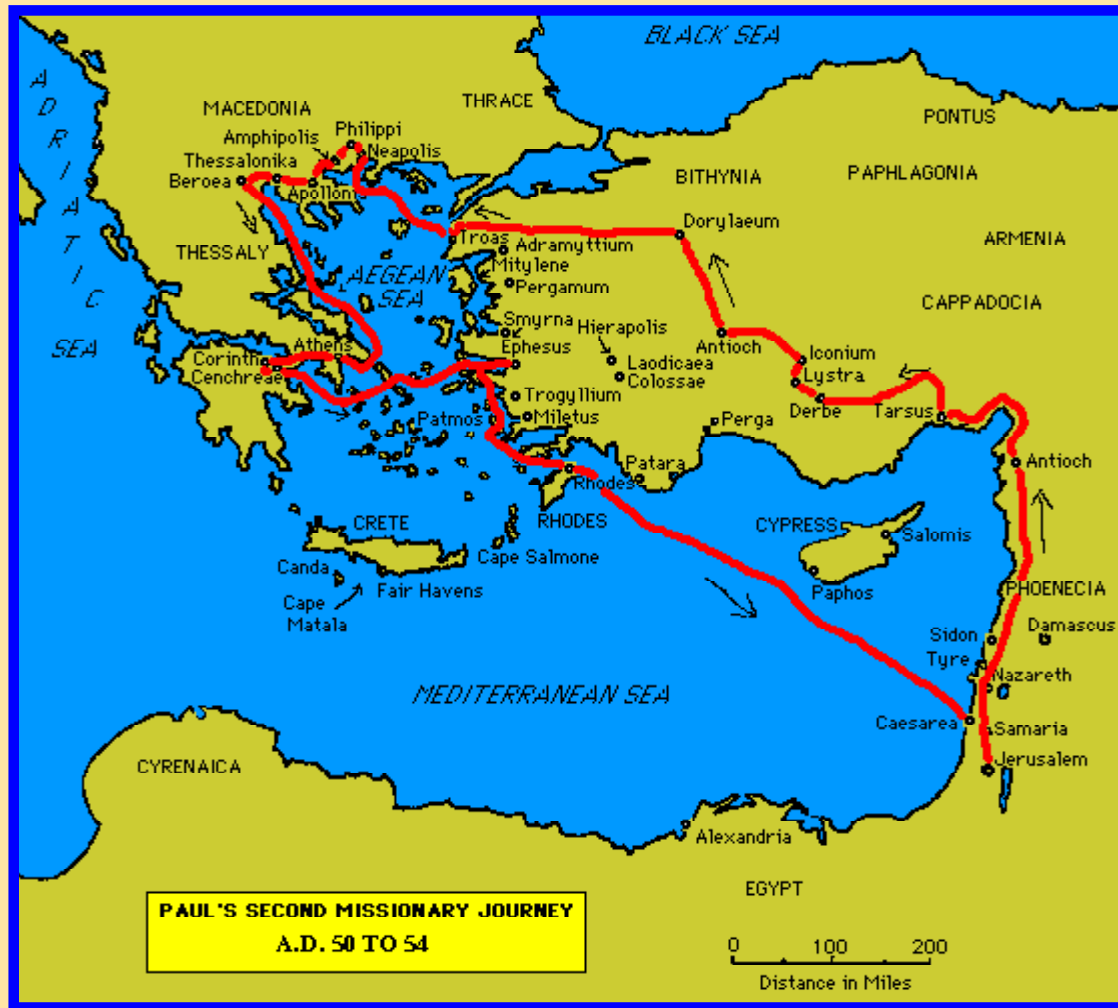 BLACK SEA
ADRIATIC SEA
MACEDONIA
THRACE
PONTUS
Amphipolis
Philippi
Neapolis
Thessalonika
Beroea
Apolloni
BITHYNIA
PAPHLAGONIA
Dorylaeum
ARMENIA
THESSALY
Troas
Adramyttium
Mitylene
AEGEAN
SEA
Pergamum
CAPPADOCIA
Smyrna
Hierapolis
Ephesus
Antioch
Iconium
Athens
Corinth
Cenchreae
Laodicaea
Colossae
Lystra
Trogyllium
Derbe
Tarsus
Patmos
Miletus
Perga
Antioch
Patara
Rhodes
RHODES
CRETE
Cape Salmone
CYPRESS
Salomis
Canda
Fair Havens
Paphos
PHOENECIA
Cape
Matala
Sidon
Damascus
Tyre
Nazareth
MEDITERRANEAN SEA
Caesarea
Samaria
Jerusalem
CYRENAICA
Alexandria
EGYPT
PAUL'S SECOND MISSIONARY JOURNEY
A.D. 50 TO 54
0 100 200
Distance in Miles